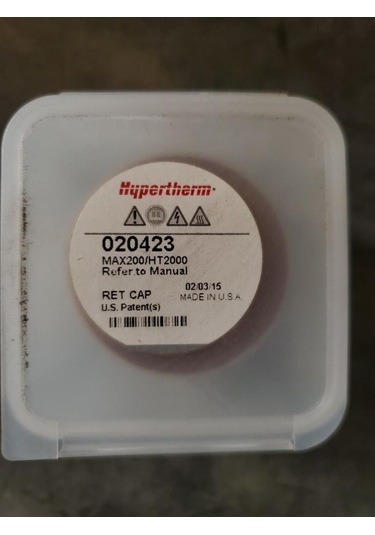 Hypertherm
020423
MAX200/HT2000
Refer to Manual
02/03/15
RET CAP MADE IN U.S.A.
U.S. Patent(s)